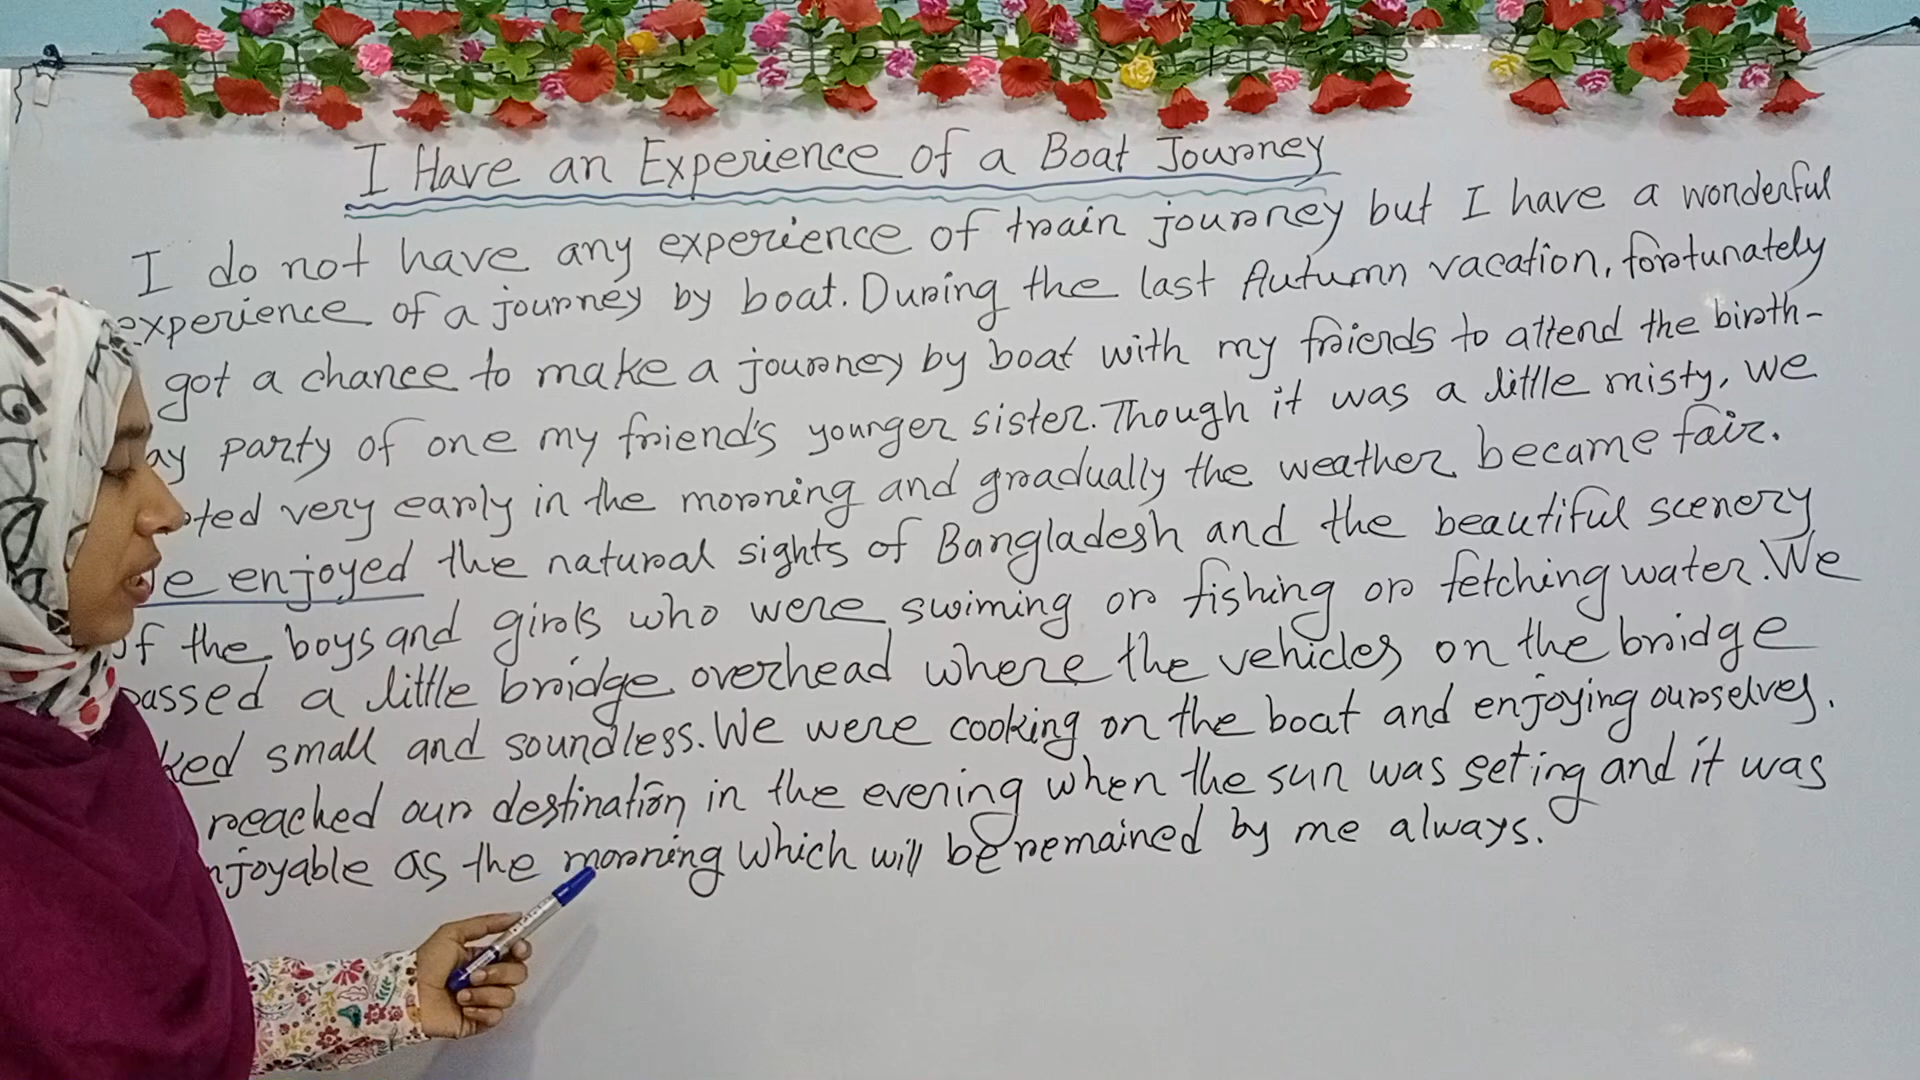 I Have an Experience of a Boat Journey
I do not have any experience of train journey but I have a wonderful
experience of a journey by boat. During the last Autumn vacation, fortunately
got a chance to make a journey by boat with my friends to attend the birth-
ay party of one my friend's younger sister. Though it was a little misty, we
ted very early in the morning and gradually the weather became fair.
e enjoyed the natural sights of Bangladesh and the beautiful scenery
of the boys and girls who were swiming or fishing or fetching water. We
passed a little bridge overhead where the vehicles on the bridge
ked small and soundless. We were cooking on the boat and enjoying ourselves.
reached our destination in the evening when the sun was seting and it was
njoyable as the morning which will be remained by me always.